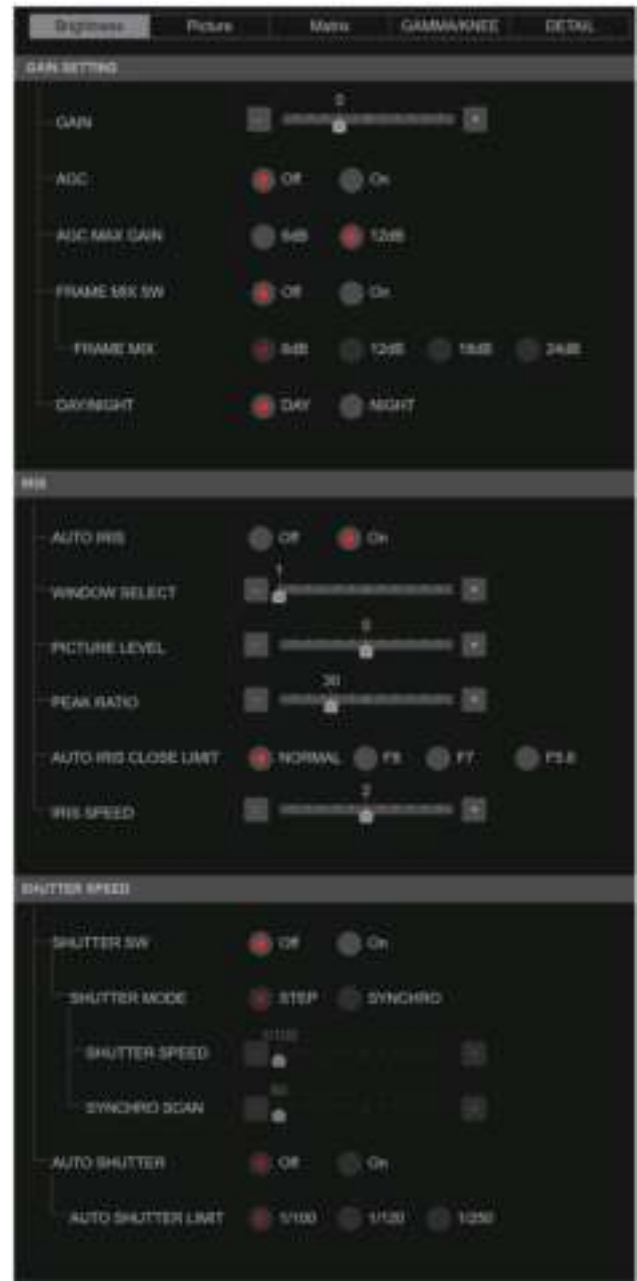 Brightness Picture Matrix GAMMA/KNEE DETAIL
GAIN SETTING
0
GAIN - +
AGC Off On
AGC MAX GAIN 6dB 12dB
FRAME MIX SW Off On
FRAME MIX 6dB 12dB 18dB 24dB
DAY/NIGHT DAY NIGHT
IRIS
AUTO IRIS Off On
1
WINDOW SELECT - +
0
PICTURE LEVEL - +
30
PEAK RATIO - +
AUTO IRIS CLOSE LIMIT NORMAL F8 F7 F5.6
2
IRIS SPEED - +
SHUTTER SPEED
SHUTTER SW Off On
SHUTTER MODE STEP SYNCHRO
1/100
SHUTTER SPEED - +
SYNCHRO SCAN - +
AUTO SHUTTER Off On
AUTO SHUTTER LIMIT 1/100 1/120 1/250